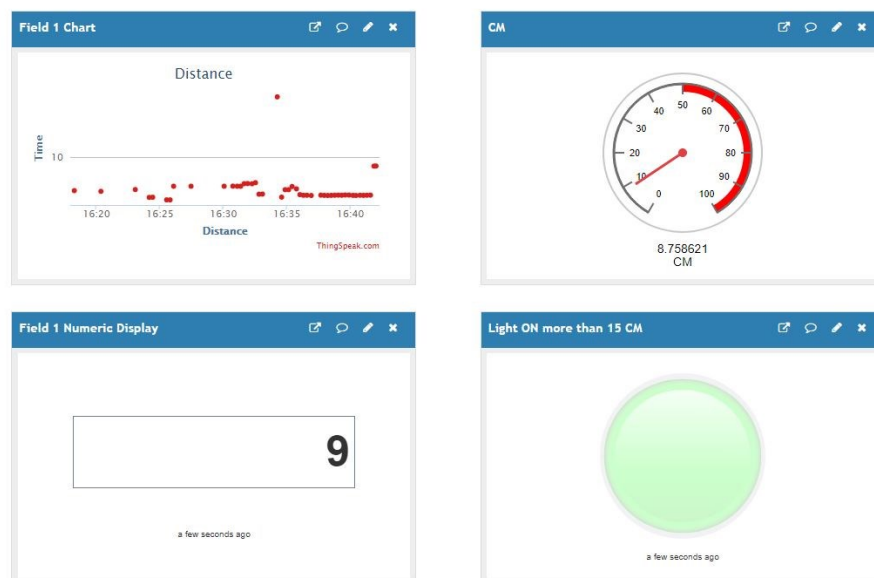 Field 1 Chart
Distance
Time
10
16:20 16:25 16:30 16:35 16:40
Distance
ThingSpeak.com
CM
0 10 20 30 40 50 60 70 80 90 100
8.758621
CM
Field 1 Numeric Display
9
a few seconds ago
Light ON more than 15 CM
a few seconds ago